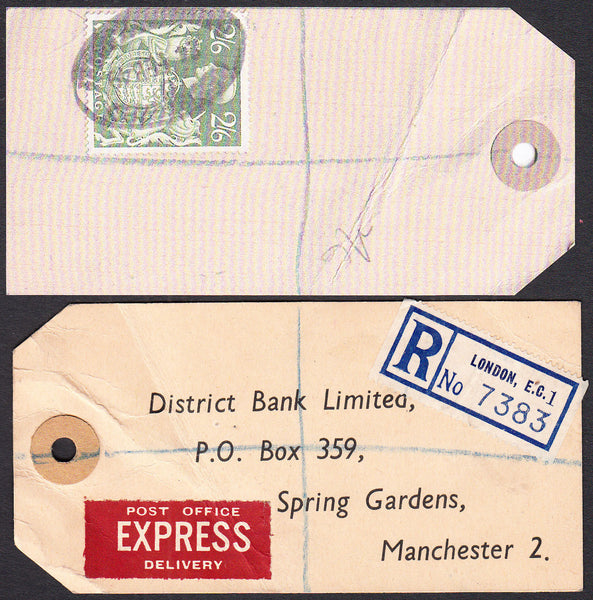 2/6
2/6
R
LONDON, E.C.1
No 7383
District Bank Limited,
P.O. Box 359,
Spring Gardens,
Manchester 2.
POST OFFICE
EXPRESS
DELIVERY